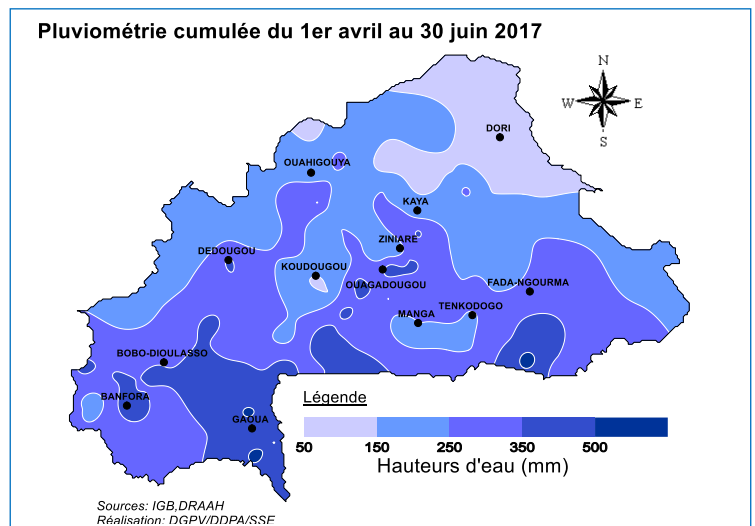 Pluviométrie cumulée du 1er avril au 30 juin 2017
N
W E
S
DORI
OUAHIGOUYA
KAYA
ZINIARE
DEDOUGOU
KOUDOUGOU
OUAGADOUGOU
FADA-NGOURMA
TENKODOGO
MANGA
BOBO-DIOULASSO
BANFORA
GAOUA
Légende
50 150 250 350 500
Hauteurs d'eau (mm)
Sources: IGB,DRAAH
Réalisation: DGPV/DDPA/SSE